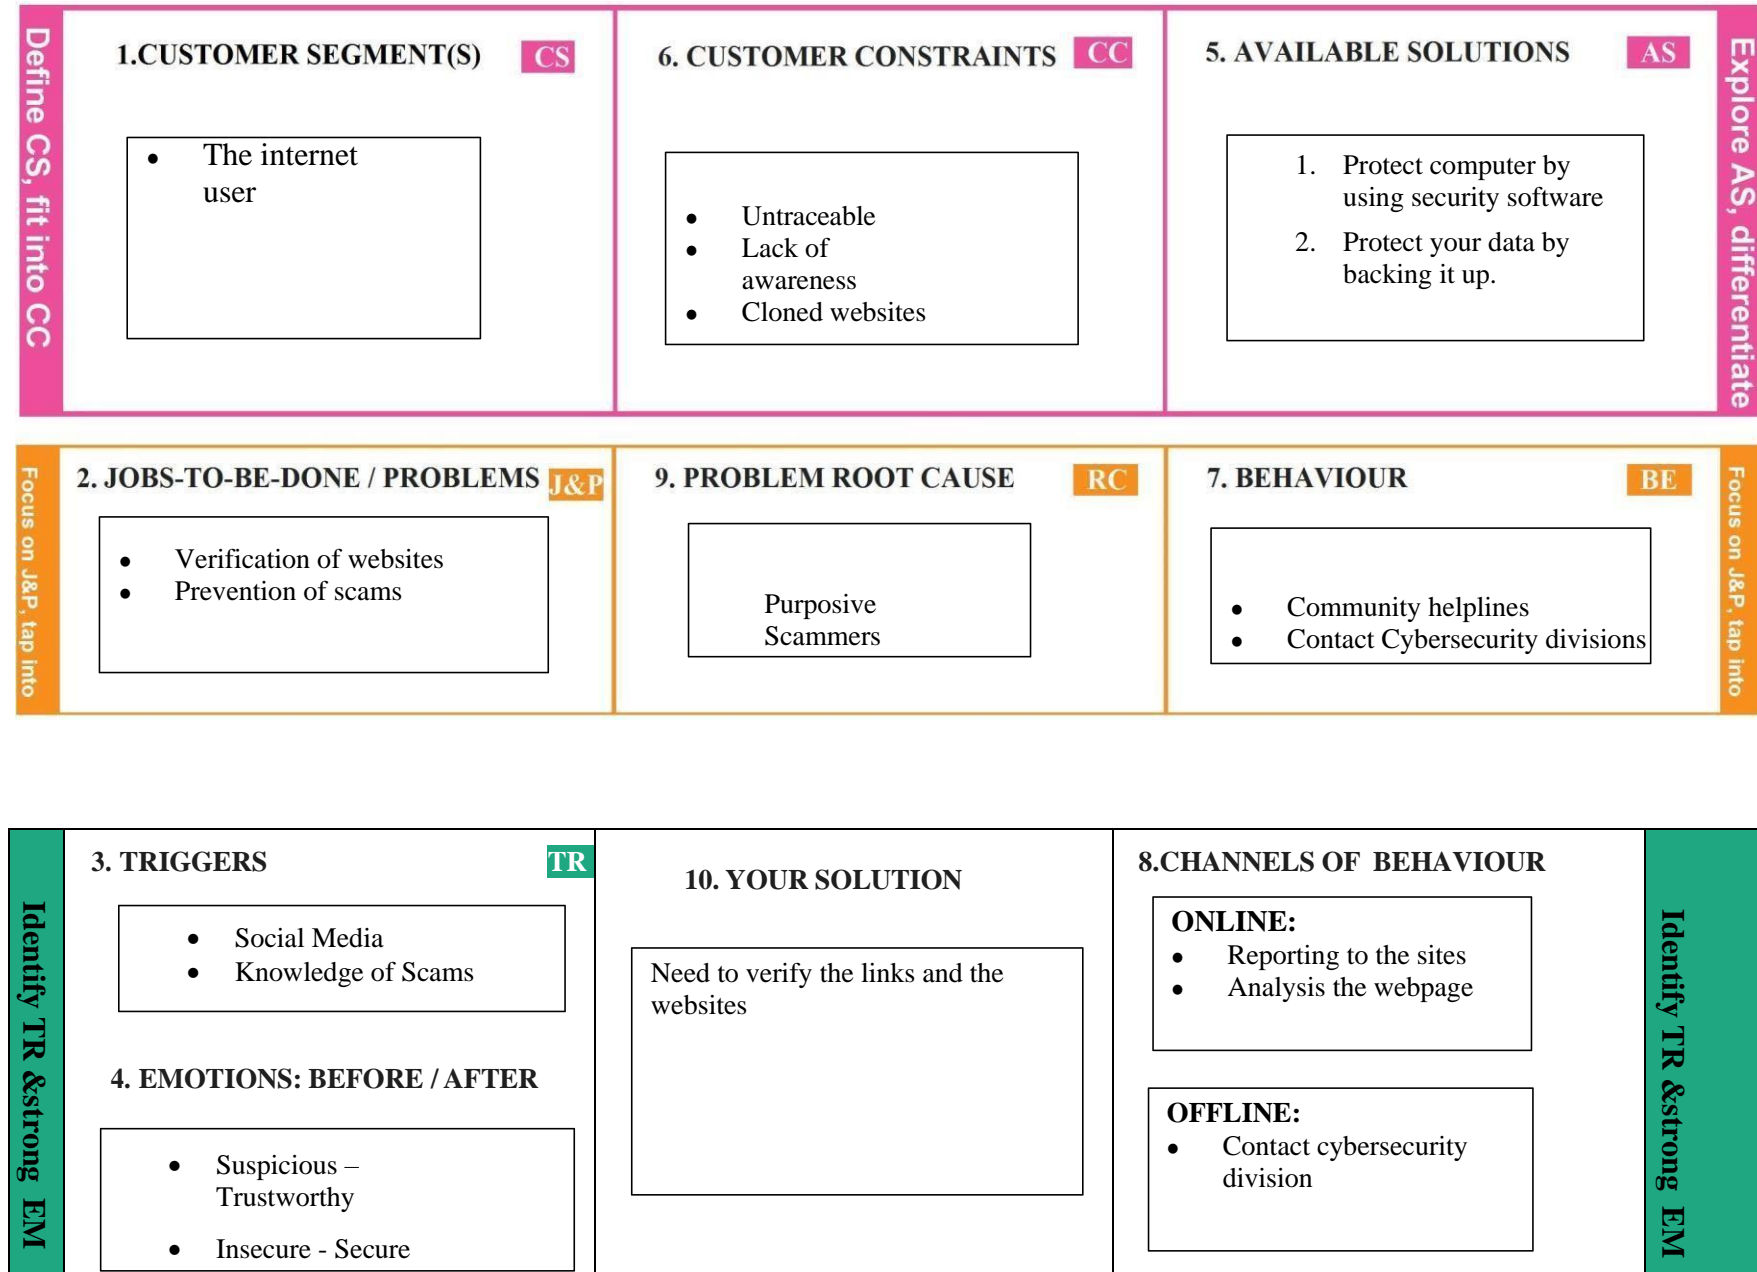 Define CS, fit into CC
1.CUSTOMER SEGMENT(S) CS
• The internet
user
6. CUSTOMER CONSTRAINTS CC
• Untraceable
• Lack of
awareness
• Cloned websites
5. AVAILABLE SOLUTIONS AS
1. Protect computer by
using security software
2. Protect your data by
backing it up.
Explore AS, differentiate
Focus on J&P, tap into
2. JOBS-TO-BE-DONE / PROBLEMS J&P
• Verification of websites
• Prevention of scams
9. PROBLEM ROOT CAUSE RC
Purposive
Scammers
7. BEHAVIOUR BE
• Community helplines
• Contact Cybersecurity divisions
Focus on J&P, tap into
Identify TR &strong EM
3. TRIGGERS TR
• Social Media
• Knowledge of Scams
4. EMOTIONS: BEFORE / AFTER
• Suspicious –
Trustworthy
• Insecure - Secure
10. YOUR SOLUTION
Need to verify the links and the
websites
8.CHANNELS OF BEHAVIOUR
ONLINE:
• Reporting to the sites
• Analysis the webpage
OFFLINE:
• Contact cybersecurity
division
Identify TR &strong EM